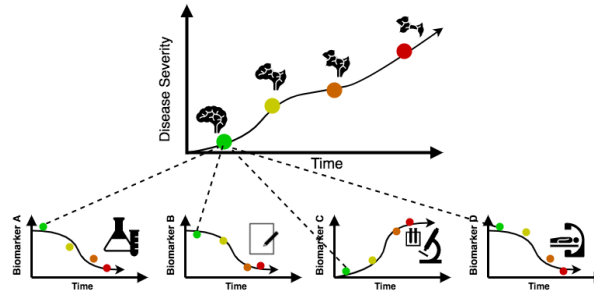 Disease Severity
Time
Biomarker A
Time
Biomarker B
Time
Biomarker C
Time
Biomarker D
Time